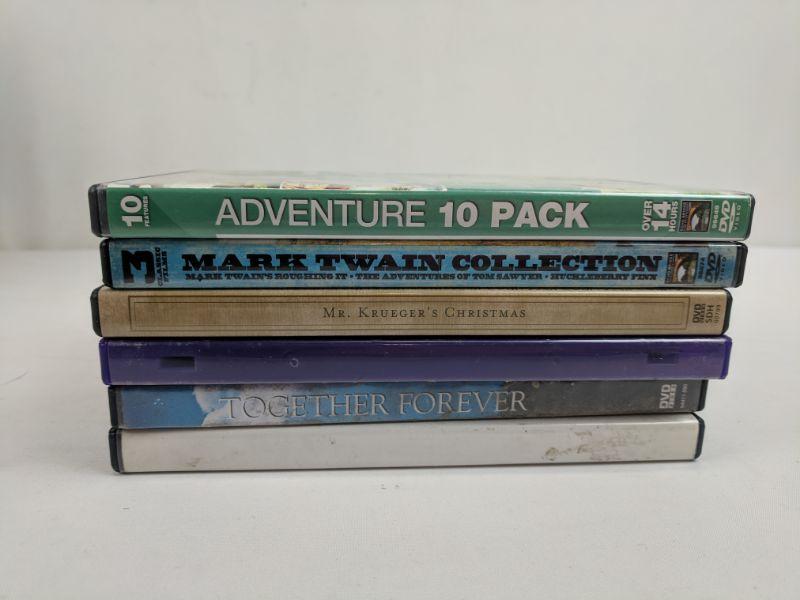 10
FEATURES
ADVENTURE 10 PACK
OVER
14
HOURS
DVD
VIDEO
3
CLASSIC
FILMS
MARK TWAIN COLLECTION
MARK TWAIN'S ROUGHING IT • THE ADVENTURES OF TOM SAWYER • HUCKLEBERRY FINN
DVD
MR. KRUEGER'S CHRISTMAS
DVD
SDH
TOGETHER FOREVER
DVD